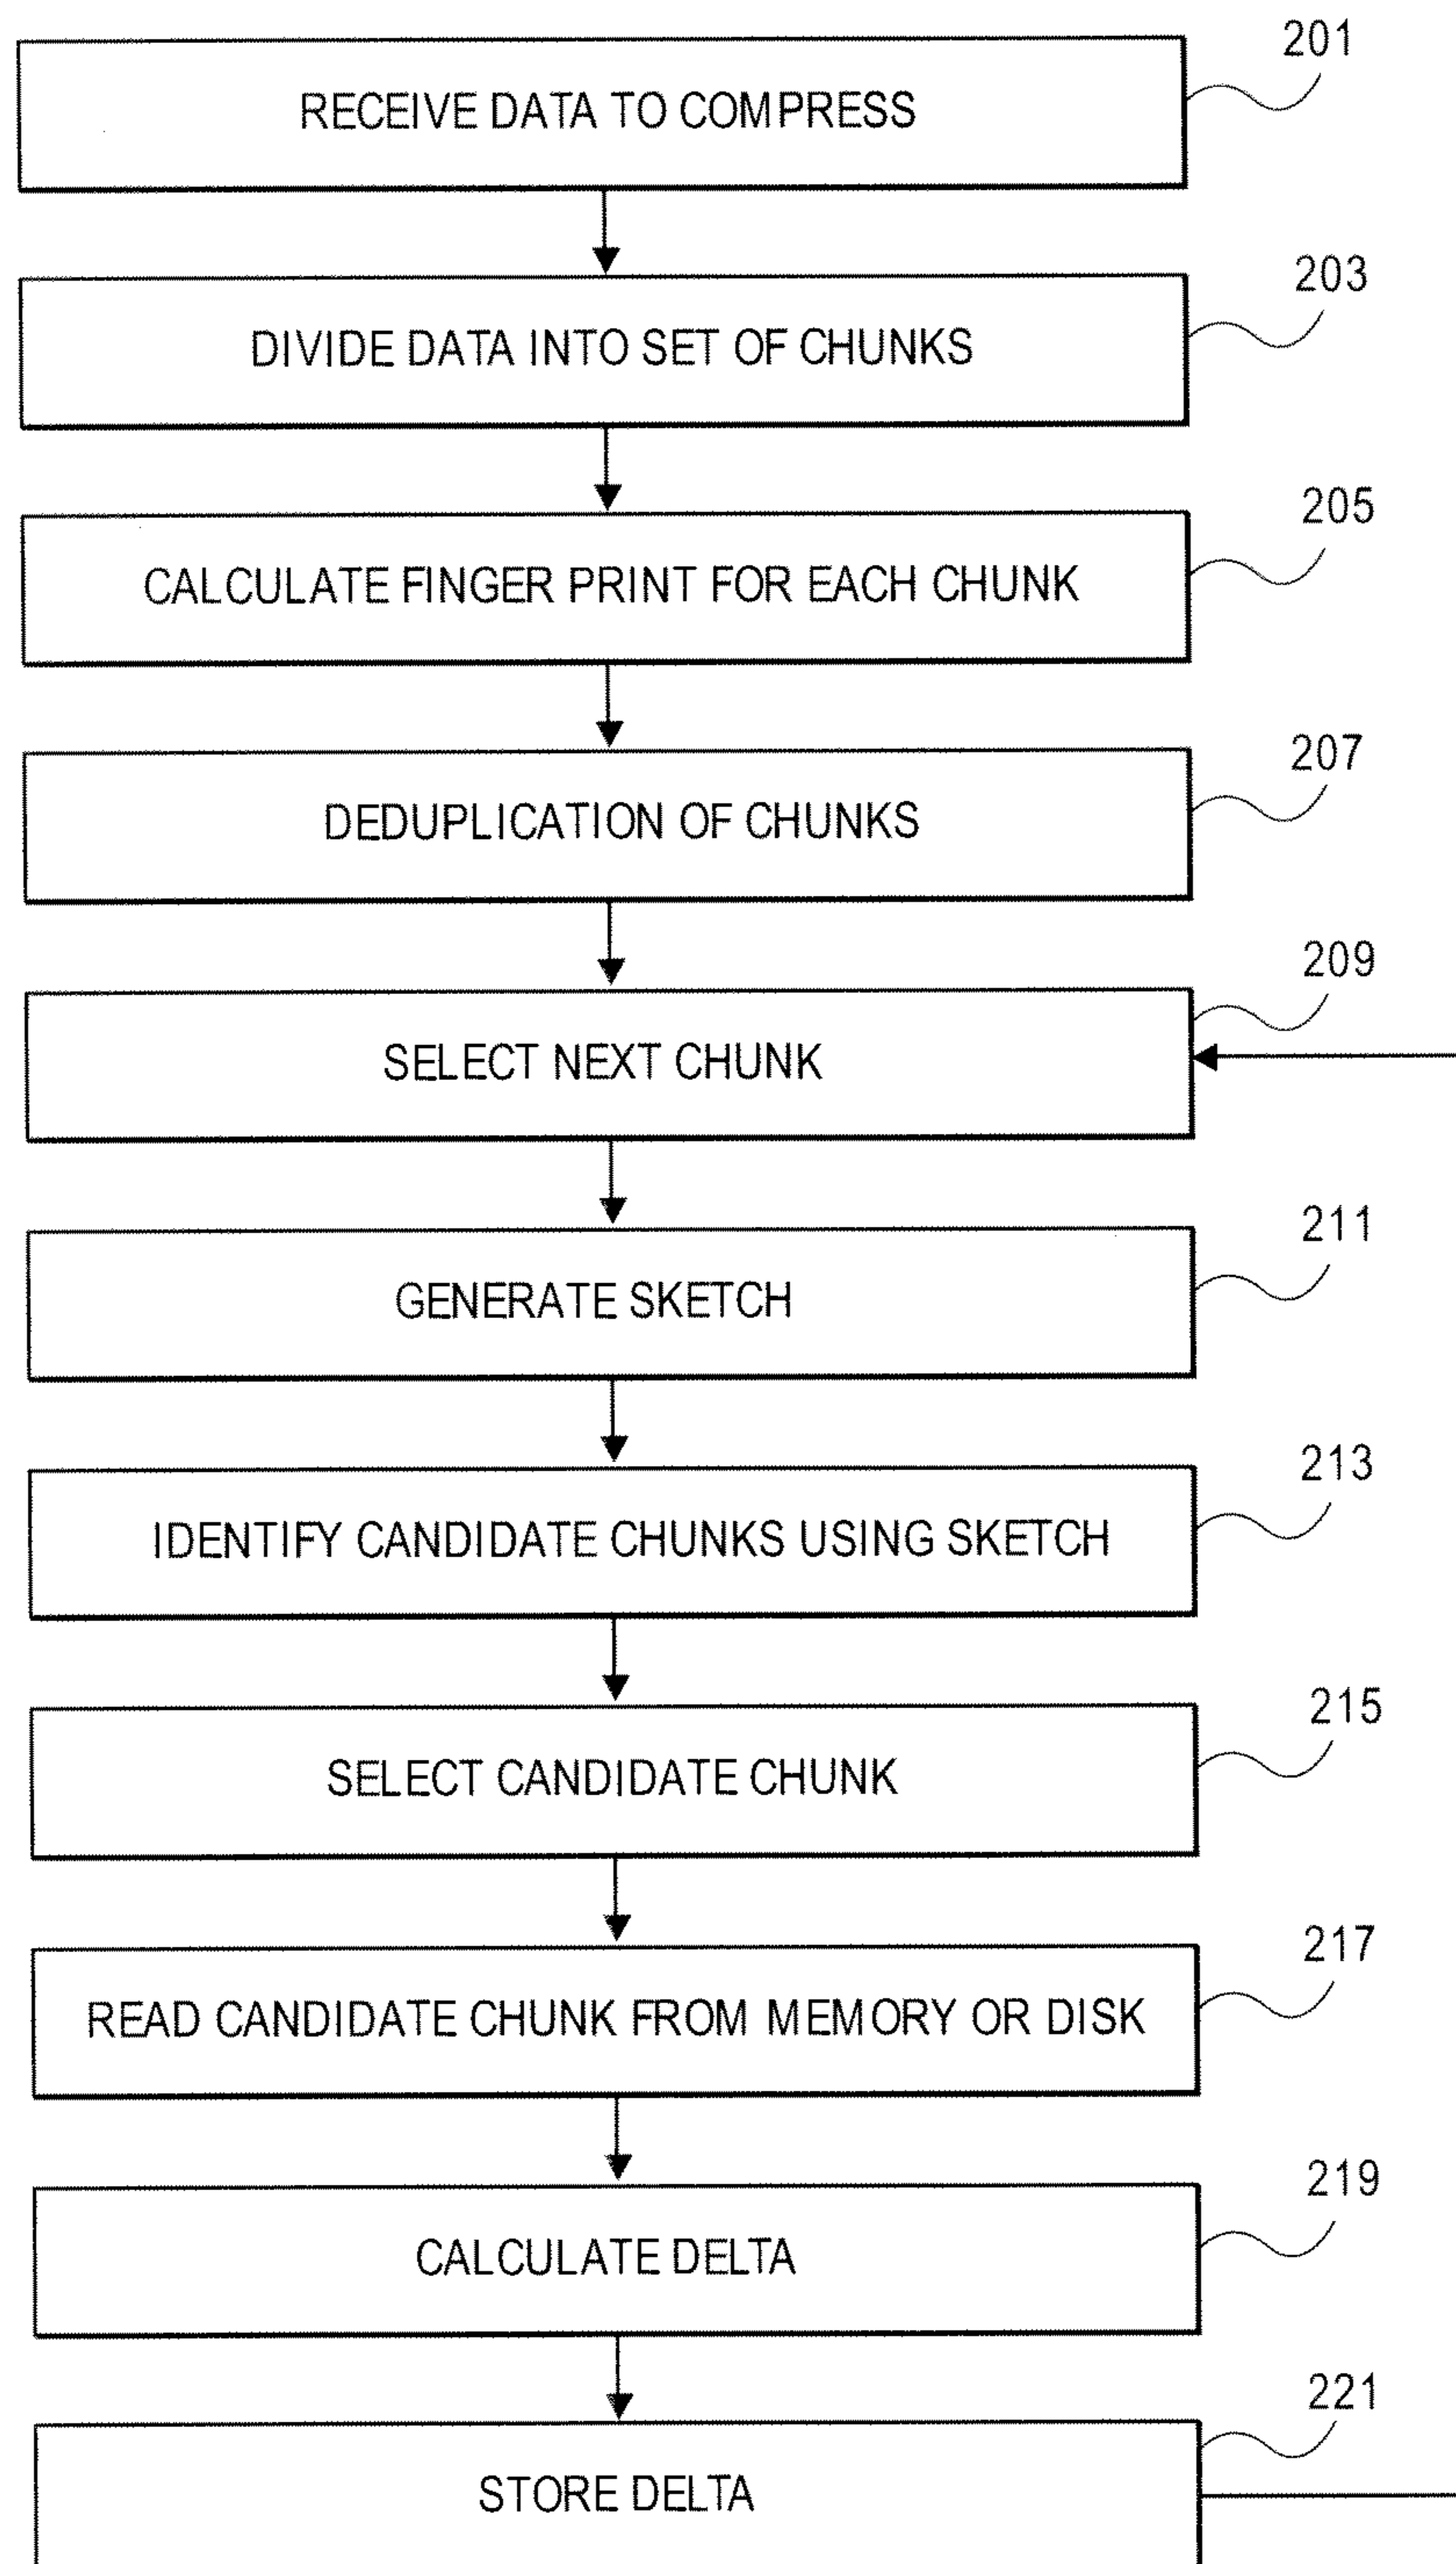 201
RECEIVE DATA TO COMPRESS
203
DIVIDE DATA INTO SET OF CHUNKS
205
CALCULATE FINGER PRINT FOR EACH CHUNK
207
DEDUPLICATION OF CHUNKS
209
SELECT NEXT CHUNK
211
GENERATE SKETCH
213
IDENTIFY CANDIDATE CHUNKS USING SKETCH
215
SELECT CANDIDATE CHUNK
217
READ CANDIDATE CHUNK FROM MEMORY OR DISK
219
CALCULATE DELTA
221
STORE DELTA